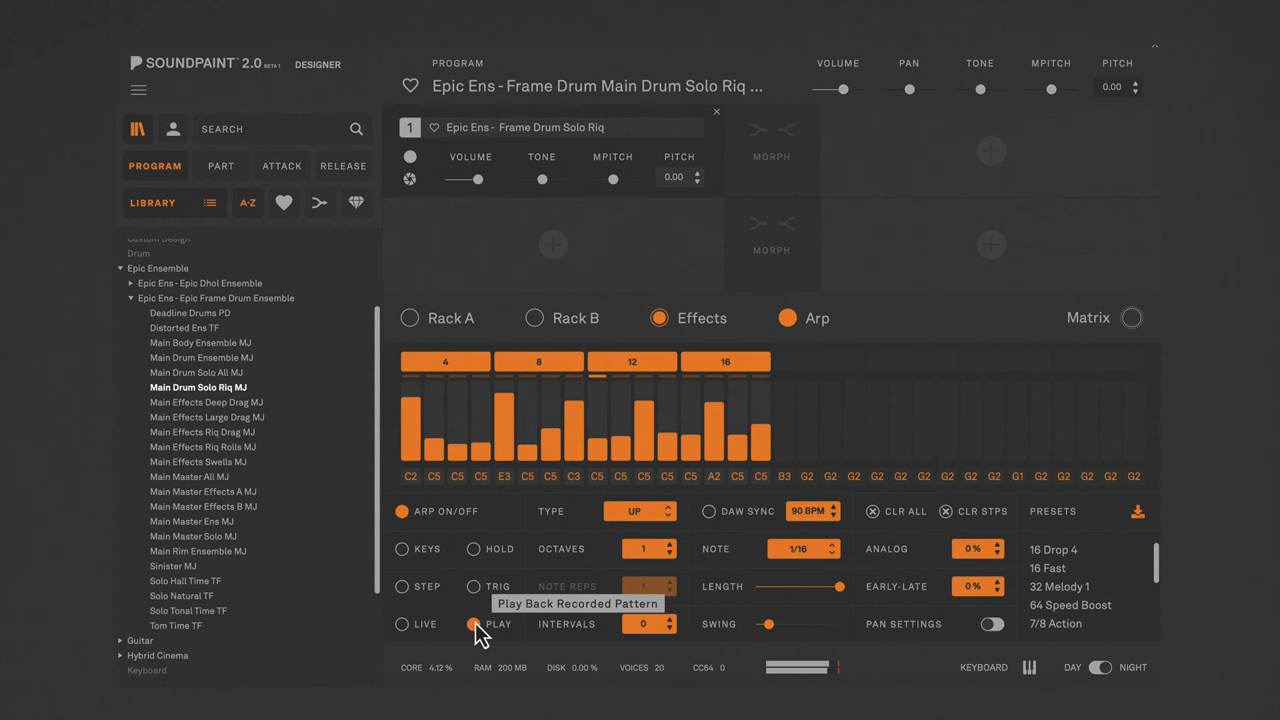 SOUNDPAINT™ 2.0 BETA 1 DESIGNER
SEARCH
PROGRAM PART ATTACK RELEASE
LIBRARY A-Z
Custom Design
Drum
Epic Ensemble
Epic Ens - Epic Dhol Ensemble
Epic Ens - Epic Frame Drum Ensemble
Deadline Drums PD
Distorted Ens TF
Main Body Ensemble MJ
Main Drum Ensemble MJ
Main Drum Solo All MJ
Main Drum Solo Riq MJ
Main Effects Deep Drag MJ
Main Effects Large Drag MJ
Main Effects Riq Drag MJ
Main Effects Riq Rolls MJ
Main Effects Swells MJ
Main Master All MJ
Main Master Effects A MJ
Main Master Effects B MJ
Main Master Ens MJ
Main Rim Ensemble MJ
Sinister MJ
Solo Hall Time TF
Solo Natural TF
Solo Tonal Time TF
Tom Time TF
Guitar
Hybrid Cinema
Keyboard
PROGRAM
Epic Ens - Frame Drum Main Drum Solo Riq ...
VOLUME PAN TONE MPITCH PITCH
0.00
1 Epic Ens - Frame Drum Solo Riq
VOLUME TONE MPITCH PITCH
0.00
MORPH
MORPH
Rack A Rack B Effects Arp Matrix
4 8 12 16
C2 C5 C5 C5 E3 C5 C5 C3 C5 C5 C5 C5 C5 A2 C5 C5 B3 G2 G2 G2 G2 G2 G2 G2 G2 G2 G1 G2 G2 G2 G2 G2
ARP ON/OFF TYPE UP DAW SYNC 90 BPM CLR ALL CLR STPS PRESETS
KEYS HOLD OCTAVES 1 NOTE 1/16 ANALOG 0 % 16 Drop 4
16 Fast
STEP TRIG NOTE REPS 1 LENGTH EARLY-LATE 0 % 32 Melody 1
Play Back Recorded Pattern
64 Speed Boost
LIVE PLAY INTERVALS 0 SWING PAN SETTINGS 7/8 Action
CORE 4.12 % RAM 200 MB DISK 0.00 % VOICES 20 CC64 0 KEYBOARD DAY NIGHT